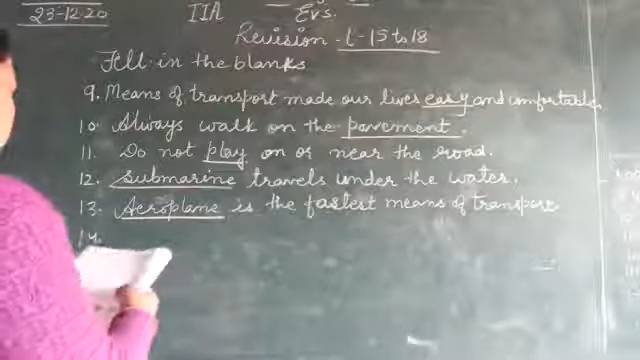 23-12-20 IIA Evs.
Revision L-15 to 18
Fill in the blanks
9. Means of transport made our lives easy and comfortable.
10. Always walk on the pavement.
11. Do not play on or near the road.
12. Submarine travels under the water.
13. Aeroplane is the fastest means of transport.
14.